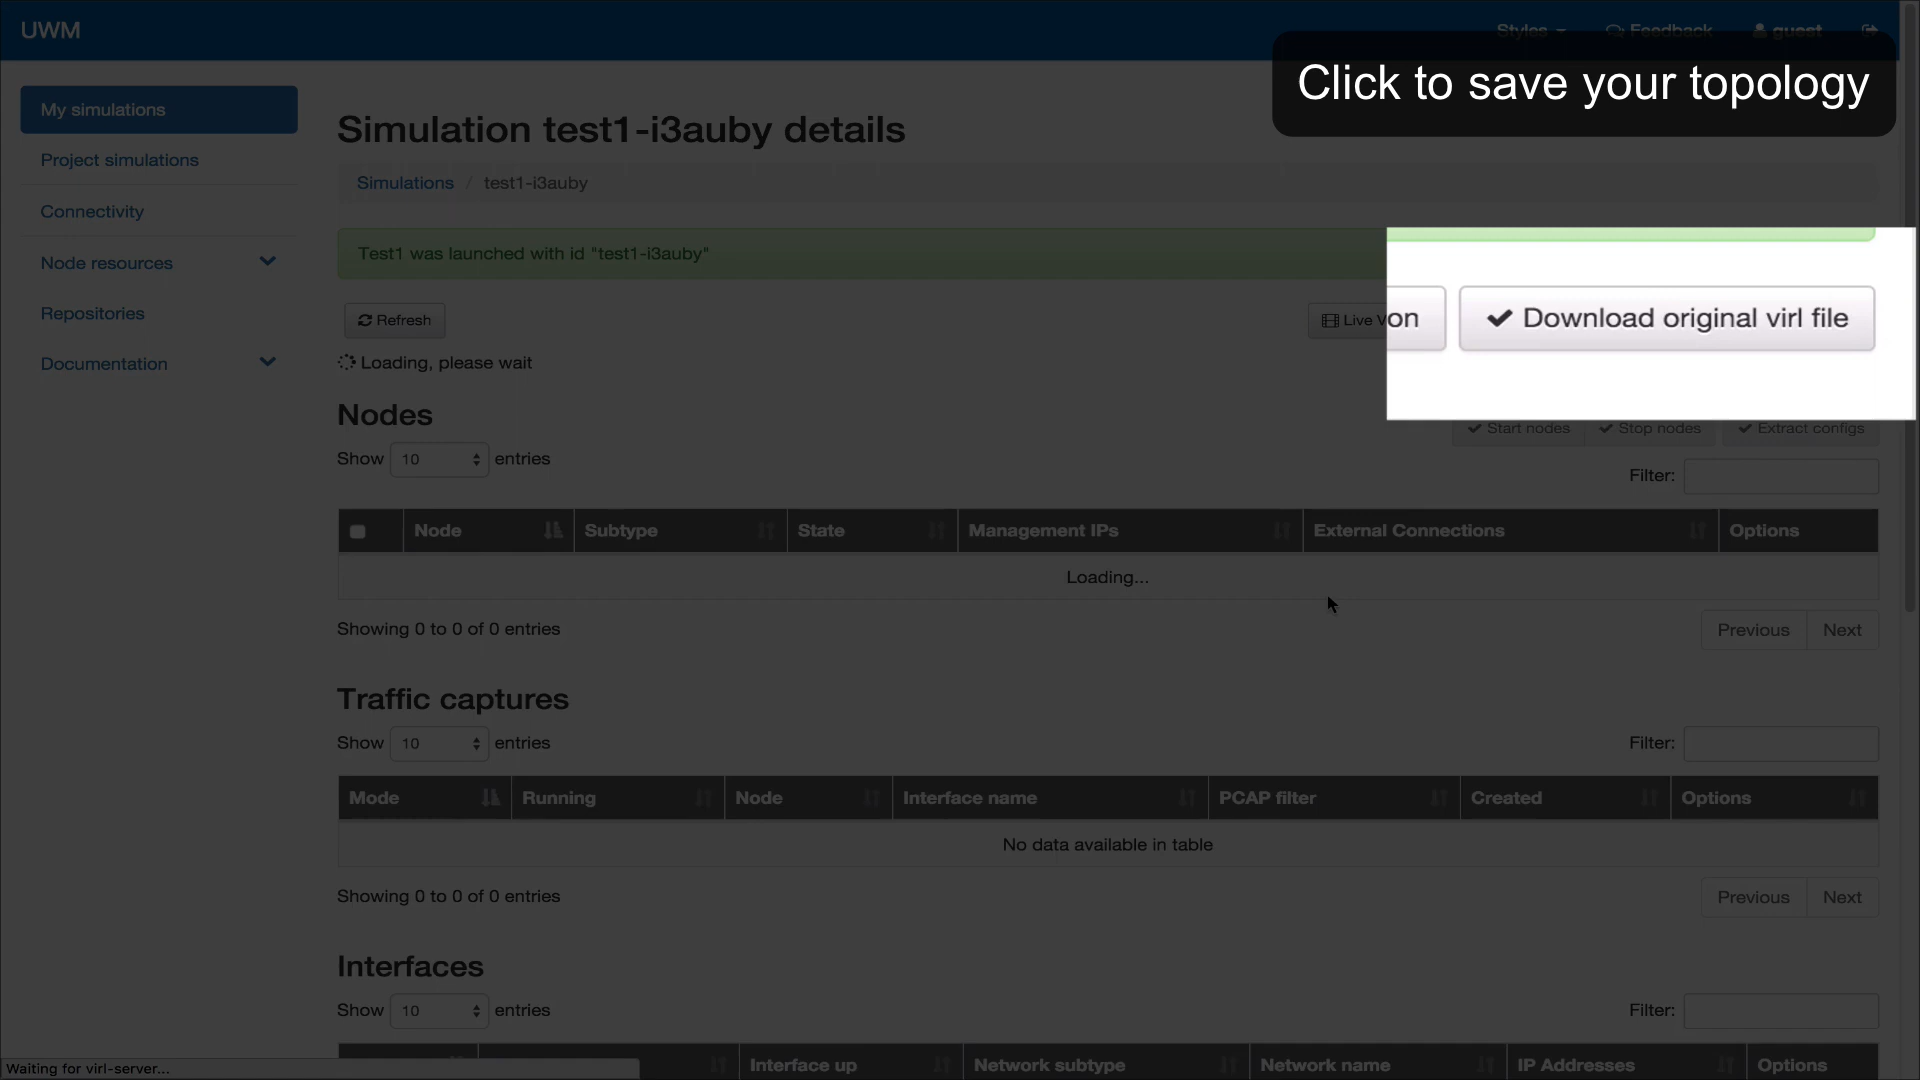 UWM
Styles Feedback guest
Click to save your topology
My simulations
Project simulations
Connectivity
Node resources
Repositories
Documentation
Simulation test1-i3auby details
Simulations / test1-i3auby
Test1 was launched with id "test1-i3auby"
Refresh
Live V
on
Download original virl file
Loading, please wait
Nodes
Start nodes Stop nodes Extract configs
Show 10 entries
Filter:
Node Subtype State Management IPs External Connections Options
Loading...
Showing 0 to 0 of 0 entries
Previous Next
Traffic captures
Show 10 entries
Filter:
Mode Running Node Interface name PCAP filter Created Options
No data available in table
Showing 0 to 0 of 0 entries
Previous Next
Interfaces
Show 10 entries
Filter:
Interface up Network subtype Network name IP Addresses Options
Waiting for virl-server...